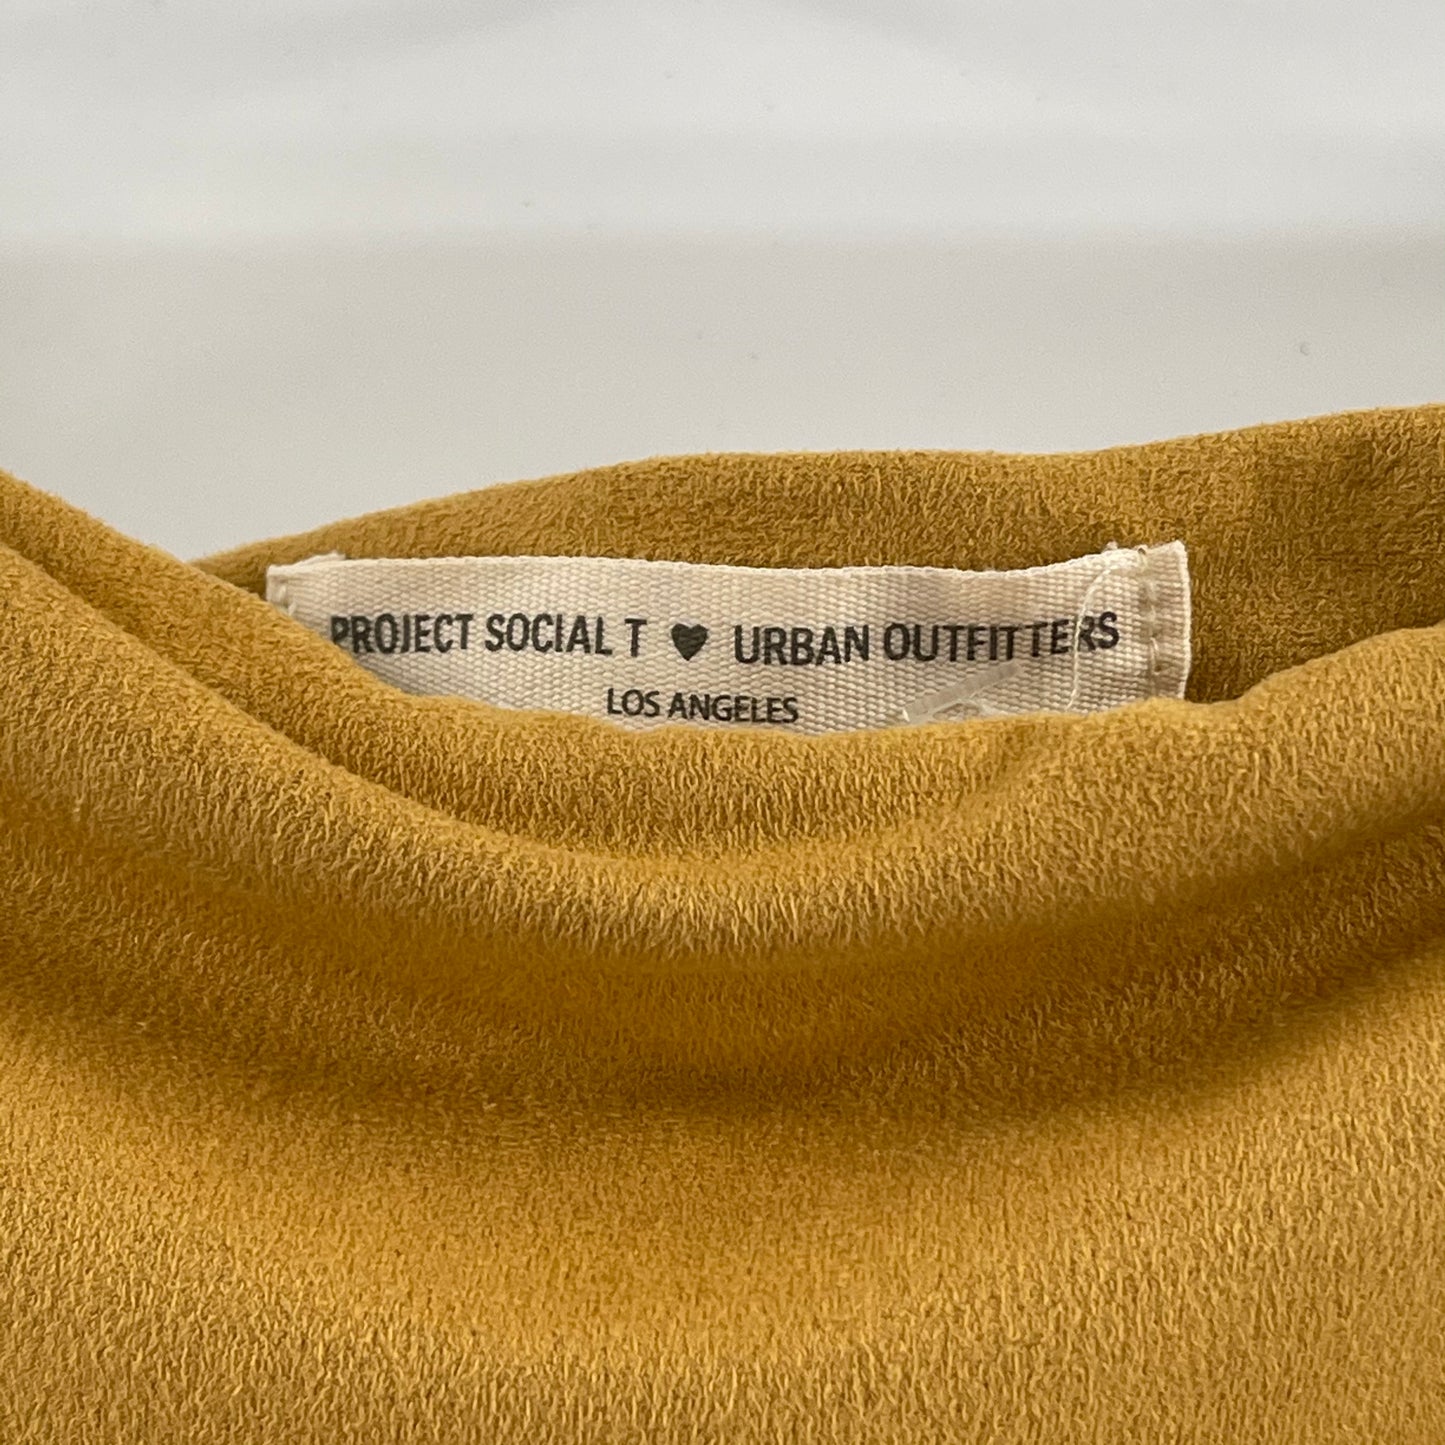 PROJECT SOCIAL T ♥ URBAN OUTFITTERS
LOS ANGELES